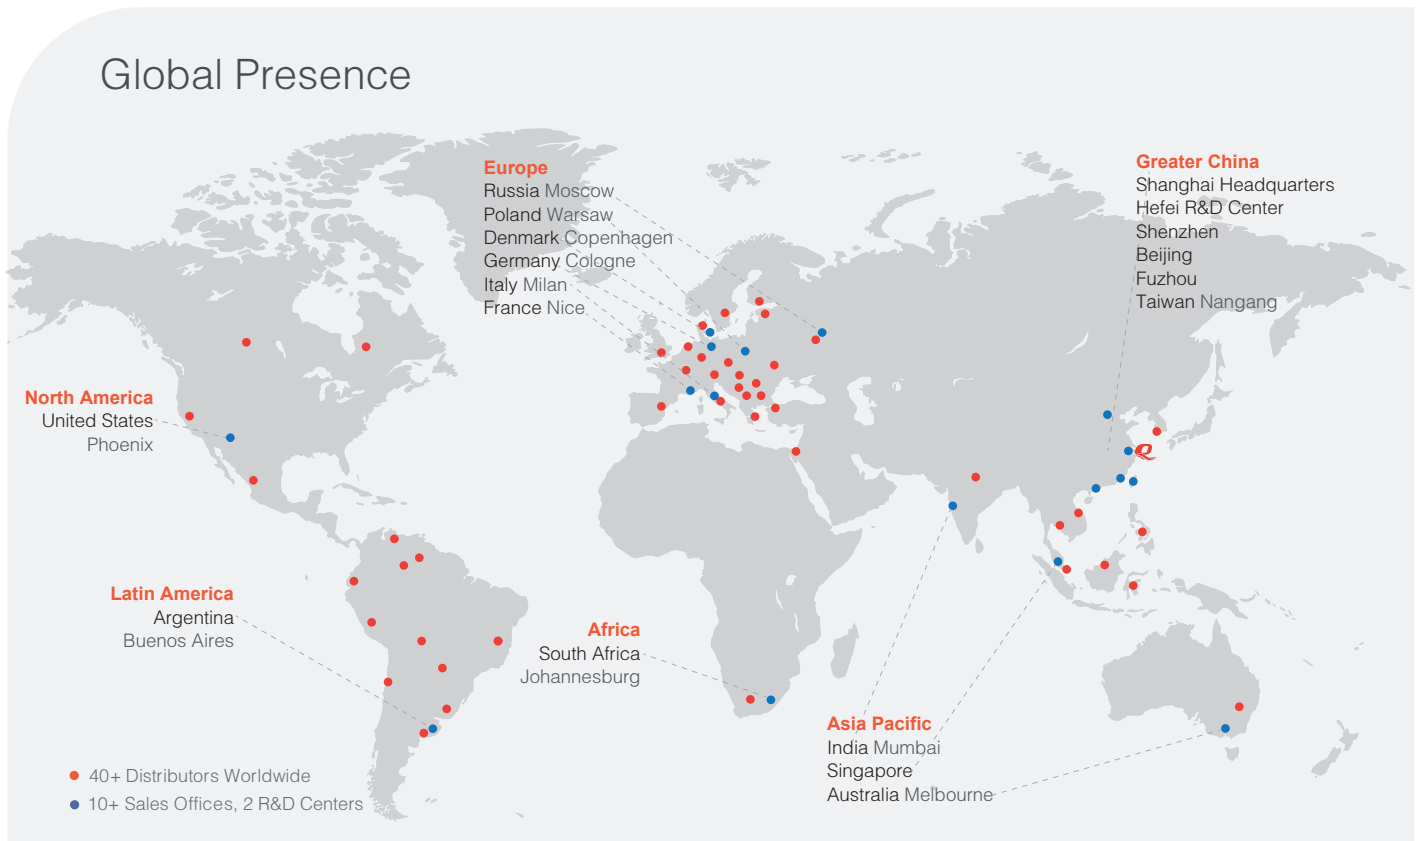 Global Presence
Europe
Russia Moscow
Poland Warsaw
Denmark Copenhagen
Germany Cologne
Italy Milan
France Nice
Greater China
Shanghai Headquarters
Hefei R&D Center
Shenzhen
Beijing
Fuzhou
Taiwan Nangang
North America
United States
Phoenix
Latin America
Argentina
Buenos Aires
Africa
South Africa
Johannesburg
Asia Pacific
India Mumbai
Singapore
Australia Melbourne
40+ Distributors Worldwide
10+ Sales Offices, 2 R&D Centers